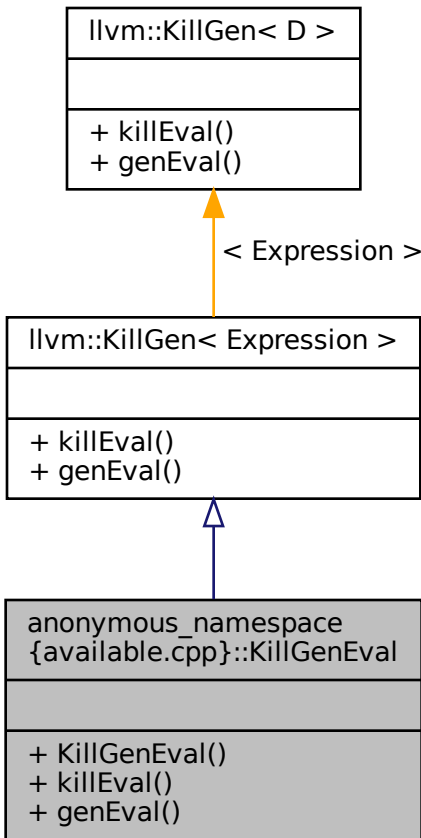 llvm::KillGen< D >
+ killEval()
+ genEval()
< Expression >
llvm::KillGen< Expression >
+ killEval()
+ genEval()
anonymous_namespace
{available.cpp}::KillGenEval
+ KillGenEval()
+ killEval()
+ genEval()